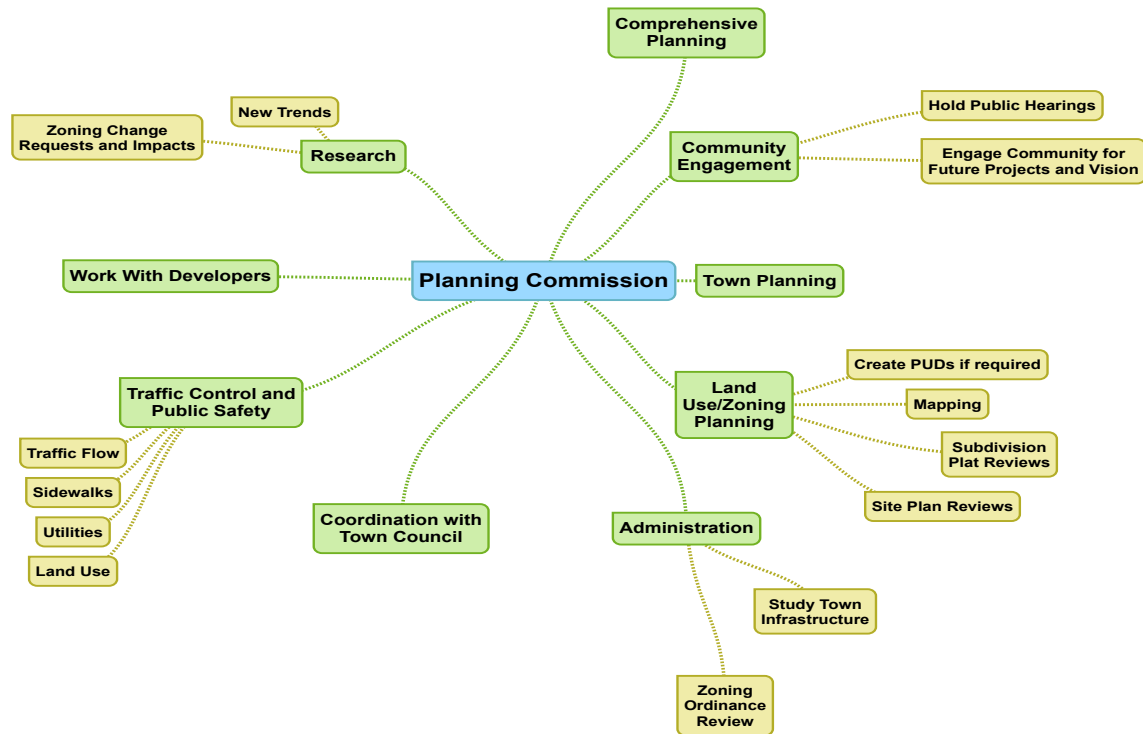 Comprehensive
Planning
New Trends
Hold Public Hearings
Zoning Change
Requests and Impacts
Research
Community
Engagement
Engage Community for
Future Projects and Vision
Work With Developers
Planning Commission
Town Planning
Create PUDs if required
Traffic Control and
Public Safety
Land
Use/Zoning
Planning
Mapping
Traffic Flow
Subdivision
Plat Reviews
Sidewalks
Site Plan Reviews
Utilities
Coordination with
Town Council
Administration
Land Use
Study Town
Infrastructure
Zoning
Ordinance
Review